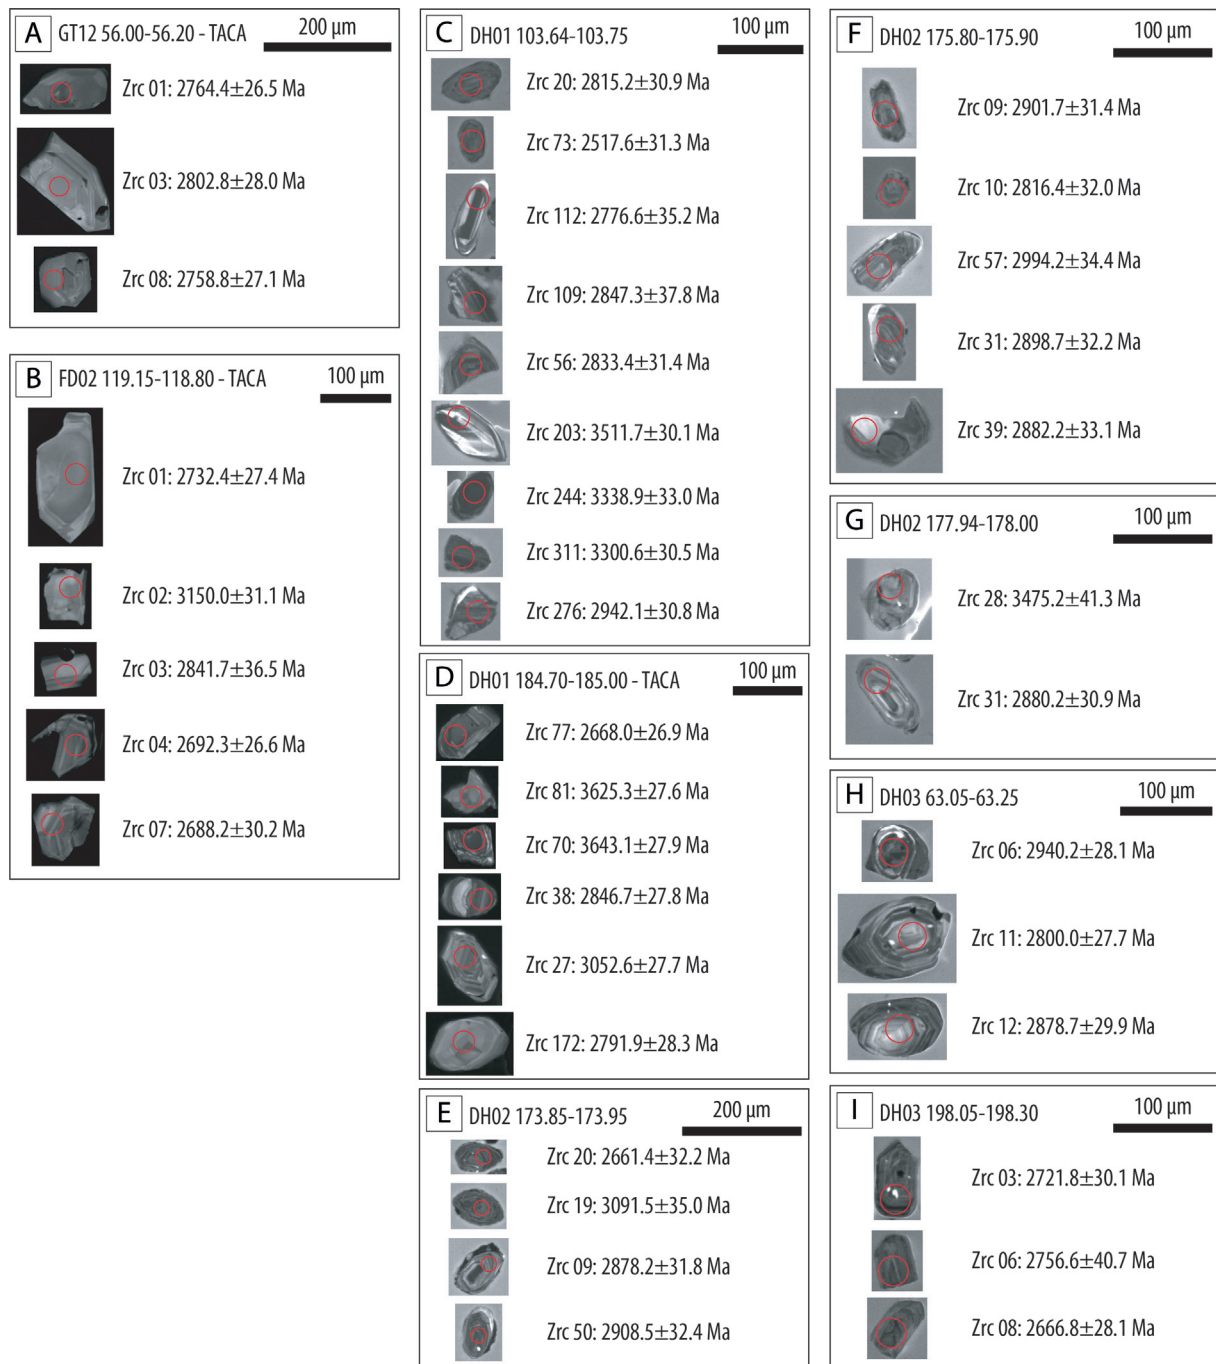 A GT12 56.00-56.20 - TACA 200 µm
Zrc 01: 2764.4±26.5 Ma
Zrc 03: 2802.8±28.0 Ma
Zrc 08: 2758.8±27.1 Ma
B FD02 119.15-118.80 - TACA 100 µm
Zrc 01: 2732.4±27.4 Ma
Zrc 02: 3150.0±31.1 Ma
Zrc 03: 2841.7±36.5 Ma
Zrc 04: 2692.3±26.6 Ma
Zrc 07: 2688.2±30.2 Ma
C DH01 103.64-103.75 100 µm
Zrc 20: 2815.2±30.9 Ma
Zrc 73: 2517.6±31.3 Ma
Zrc 112: 2776.6±35.2 Ma
Zrc 109: 2847.3±37.8 Ma
Zrc 56: 2833.4±31.4 Ma
Zrc 203: 3511.7±30.1 Ma
Zrc 244: 3338.9±33.0 Ma
Zrc 311: 3300.6±30.5 Ma
Zrc 276: 2942.1±30.8 Ma
D DH01 184.70-185.00 - TACA 100 µm
Zrc 77: 2668.0±26.9 Ma
Zrc 81: 3625.3±27.6 Ma
Zrc 70: 3643.1±27.9 Ma
Zrc 38: 2846.7±27.8 Ma
Zrc 27: 3052.6±27.7 Ma
Zrc 172: 2791.9±28.3 Ma
E DH02 173.85-173.95 200 µm
Zrc 20: 2661.4±32.2 Ma
Zrc 19: 3091.5±35.0 Ma
Zrc 09: 2878.2±31.8 Ma
Zrc 50: 2908.5±32.4 Ma
F DH02 175.80-175.90 100 µm
Zrc 09: 2901.7±31.4 Ma
Zrc 10: 2816.4±32.0 Ma
Zrc 57: 2994.2±34.4 Ma
Zrc 31: 2898.7±32.2 Ma
Zrc 39: 2882.2±33.1 Ma
G DH02 177.94-178.00 100 µm
Zrc 28: 3475.2±41.3 Ma
Zrc 31: 2880.2±30.9 Ma
H DH03 63.05-63.25 100 µm
Zrc 06: 2940.2±28.1 Ma
Zrc 11: 2800.0±27.7 Ma
Zrc 12: 2878.7±29.9 Ma
I DH03 198.05-198.30 100 µm
Zrc 03: 2721.8±30.1 Ma
Zrc 06: 2756.6±40.7 Ma
Zrc 08: 2666.8±28.1 Ma